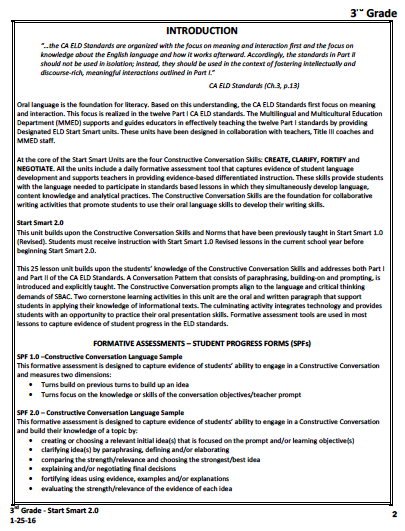 3rd Grade
INTRODUCTION
"…the CA ELD Standards are organized with the focus on meaning and interaction first and the focus on
knowledge about the English language and how it works afterward. Accordingly, the standards in Part II
should not be used in isolation; instead, they should be used in the context of fostering intellectually and
discourse-rich, meaningful interactions outlined in Part I."
CA ELD Standards (Ch.3, p.13)
Oral language is the foundation for literacy. Based on this understanding, the CA ELD Standards first focus on meaning
and interaction. This focus is realized in the twelve Part I CA ELD standards. The Multilingual and Multicultural Education
Department (MMED) supports and guides educators in effectively teaching the twelve Part I standards by providing
Designated ELD Start Smart units. These units have been designed in collaboration with teachers, Title III coaches and
MMED staff.
At the core of the Start Smart Units are the four Constructive Conversation Skills: CREATE, CLARIFY, FORTIFY and
NEGOTIATE. All the units include a daily formative assessment tool that captures evidence of student language
development and supports teachers in providing evidence-based differentiated instruction. These skills provide students
with the language needed to participate in standards based lessons in which they simultaneously develop language,
content knowledge and analytical practices. The Constructive Conversation Skills are the foundation for collaborative
writing activities that promote students to use their oral language skills to develop their writing skills.
Start Smart 2.0
This unit builds upon the Constructive Conversation Skills and Norms that have been previously taught in Start Smart 1.0
(Revised). Students must receive instruction with Start Smart 1.0 Revised lessons in the current school year before
beginning Start Smart 2.0.
This 25 lesson unit builds upon the students' knowledge of the Constructive Conversation Skills and addresses both Part I
and Part II of the CA ELD Standards. A Conversation Pattern that consists of paraphrasing, building-on and prompting, is
introduced and explicitly taught. The Constructive Conversation prompts align to the language and critical thinking
demands of SBAC. Two cornerstone learning activities in this unit are the oral and written paragraph that support
students in applying their knowledge of informational texts. The culminating activity integrates technology and provides
students with an opportunity to practice their oral presentation skills. Formative assessment tools are used in most
lessons to capture evidence of student progress in the ELD standards.
FORMATIVE ASSESSMENTS – STUDENT PROGRESS FORMS (SPFs)
SPF 1.0 –Constructive Conversation Language Sample
This formative assessment is designed to capture evidence of students' ability to engage in a Constructive Conversation
and measures two dimensions:
• Turns build on previous turns to build up an idea
• Turns focus on the knowledge or skills of the conversation objectives/teacher prompt
SPF 2.0 – Constructive Conversation Language Sample
This formative assessment is designed to capture evidence of students' ability to engage in a Constructive Conversation
and build their knowledge of a topic by:
• creating or choosing a relevant initial idea(s) that is focused on the prompt and/or learning objective(s)
• clarifying idea(s) by paraphrasing, defining and/or elaborating
• comparing the strength/relevance and choosing the strongest/best idea
• explaining and/or negotiating final decisions
• fortifying ideas using evidence, examples and/or explanations
• evaluating the strength/relevance of the evidence of each idea
3rd Grade - Start Smart 2.0
1-25-16
2